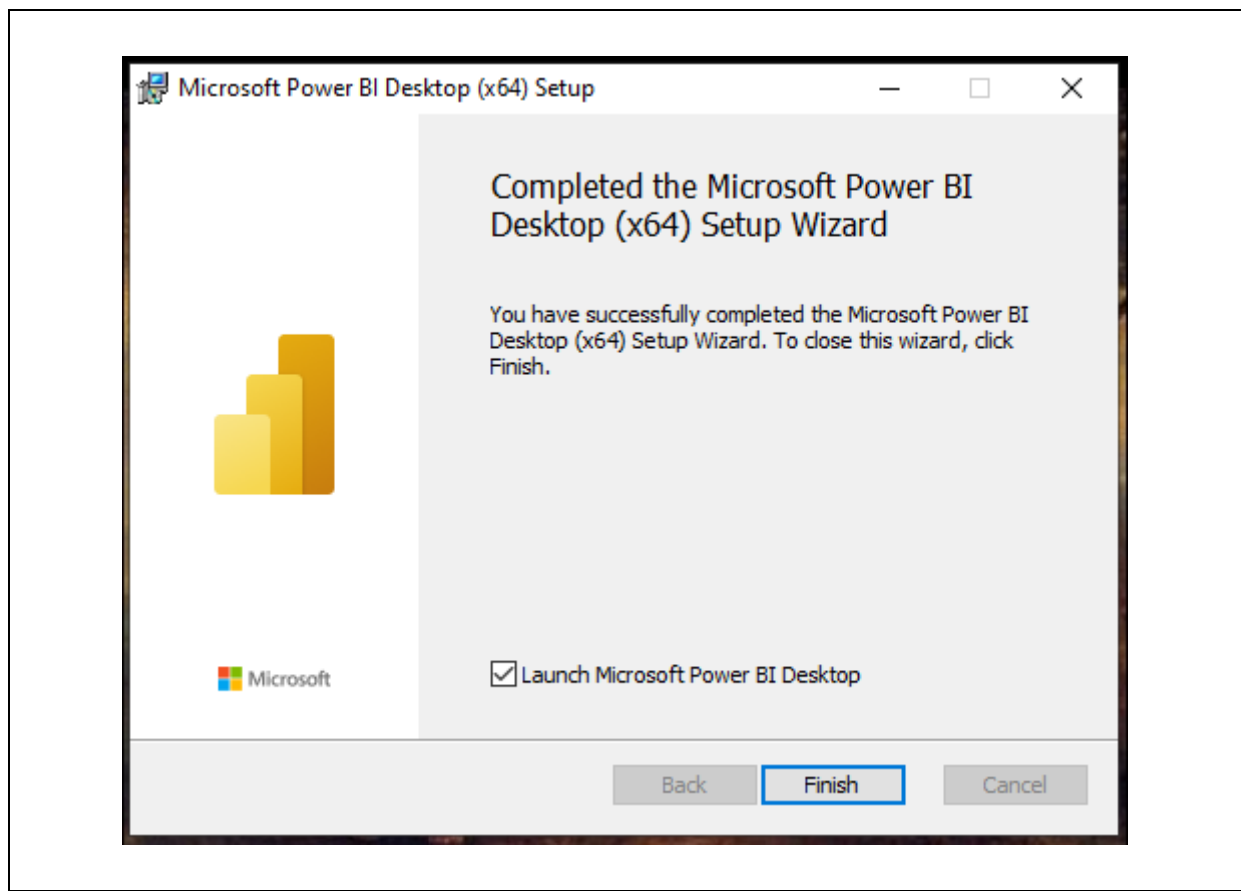 Microsoft Power BI Desktop (x64) Setup
Completed the Microsoft Power BI
Desktop (x64) Setup Wizard
You have successfully completed the Microsoft Power BI
Desktop (x64) Setup Wizard. To close this wizard, click
Finish.
Microsoft
Launch Microsoft Power BI Desktop
Back
Finish
Cancel